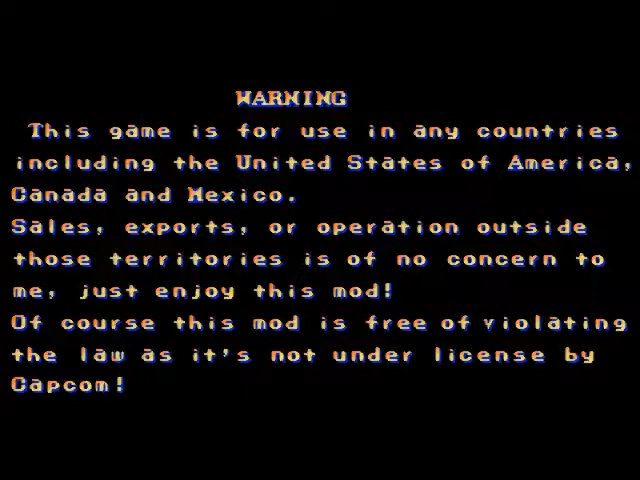 WARNING
This game is for use in any countries
including the United States of America,
Canada and Mexico.
Sales, exports, or operation outside
those territories is of no concern to
me, just enjoy this mod!
Of course this mod is free of violating
the law as it's not under license by
Capcom!